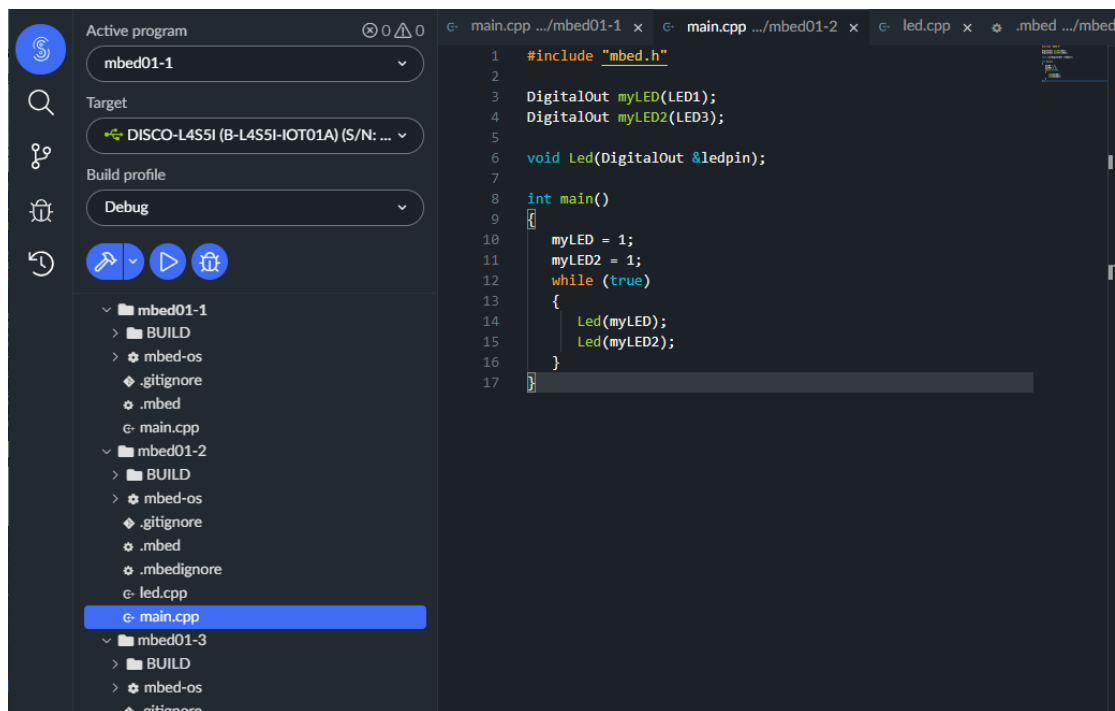 Active program 0 0
mbed01-1
Target
DISCO-L4S5I (B-L4S5I-IOT01A) (S/N: ...
Build profile
Debug
mbed01-1
BUILD
mbed-os
.gitignore
.mbed
main.cpp
mbed01-2
BUILD
mbed-os
.gitignore
.mbed
.mbedignore
led.cpp
main.cpp
mbed01-3
BUILD
mbed-os
.gitignore
main.cpp .../mbed01-1 x main.cpp .../mbed01-2 x led.cpp x .mbed .../mbed
1 #include "mbed.h"
2
3 DigitalOut myLED(LED1);
4 DigitalOut myLED2(LED3);
5
6 void Led(DigitalOut &ledpin);
7
8 int main()
9 {
10 myLED = 1;
11 myLED2 = 1;
12 while (true)
13 {
14 Led(myLED);
15 Led(myLED2);
16 }
17 }